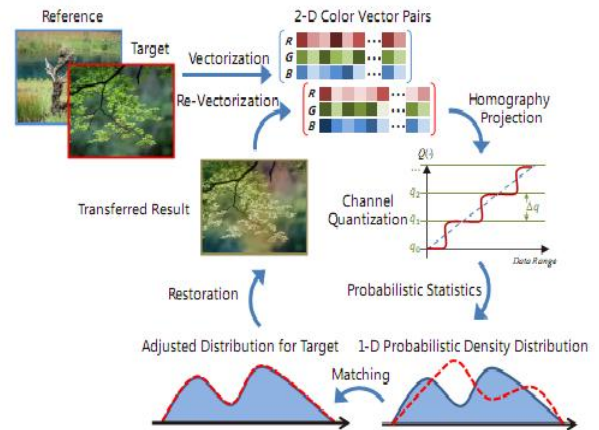 Reference
2-D Color Vector Pairs
Target
Vectorization
R
G
B
Re-Vectorization
R
G
B
Homography
Projection
Q(·)
...
q2
q1
q0
Δq
Data Range
Channel
Quantization
Transferred Result
Restoration
Probabilistic Statistics
Adjusted Distribution for Target
1-D Probabilistic Density Distribution
Matching